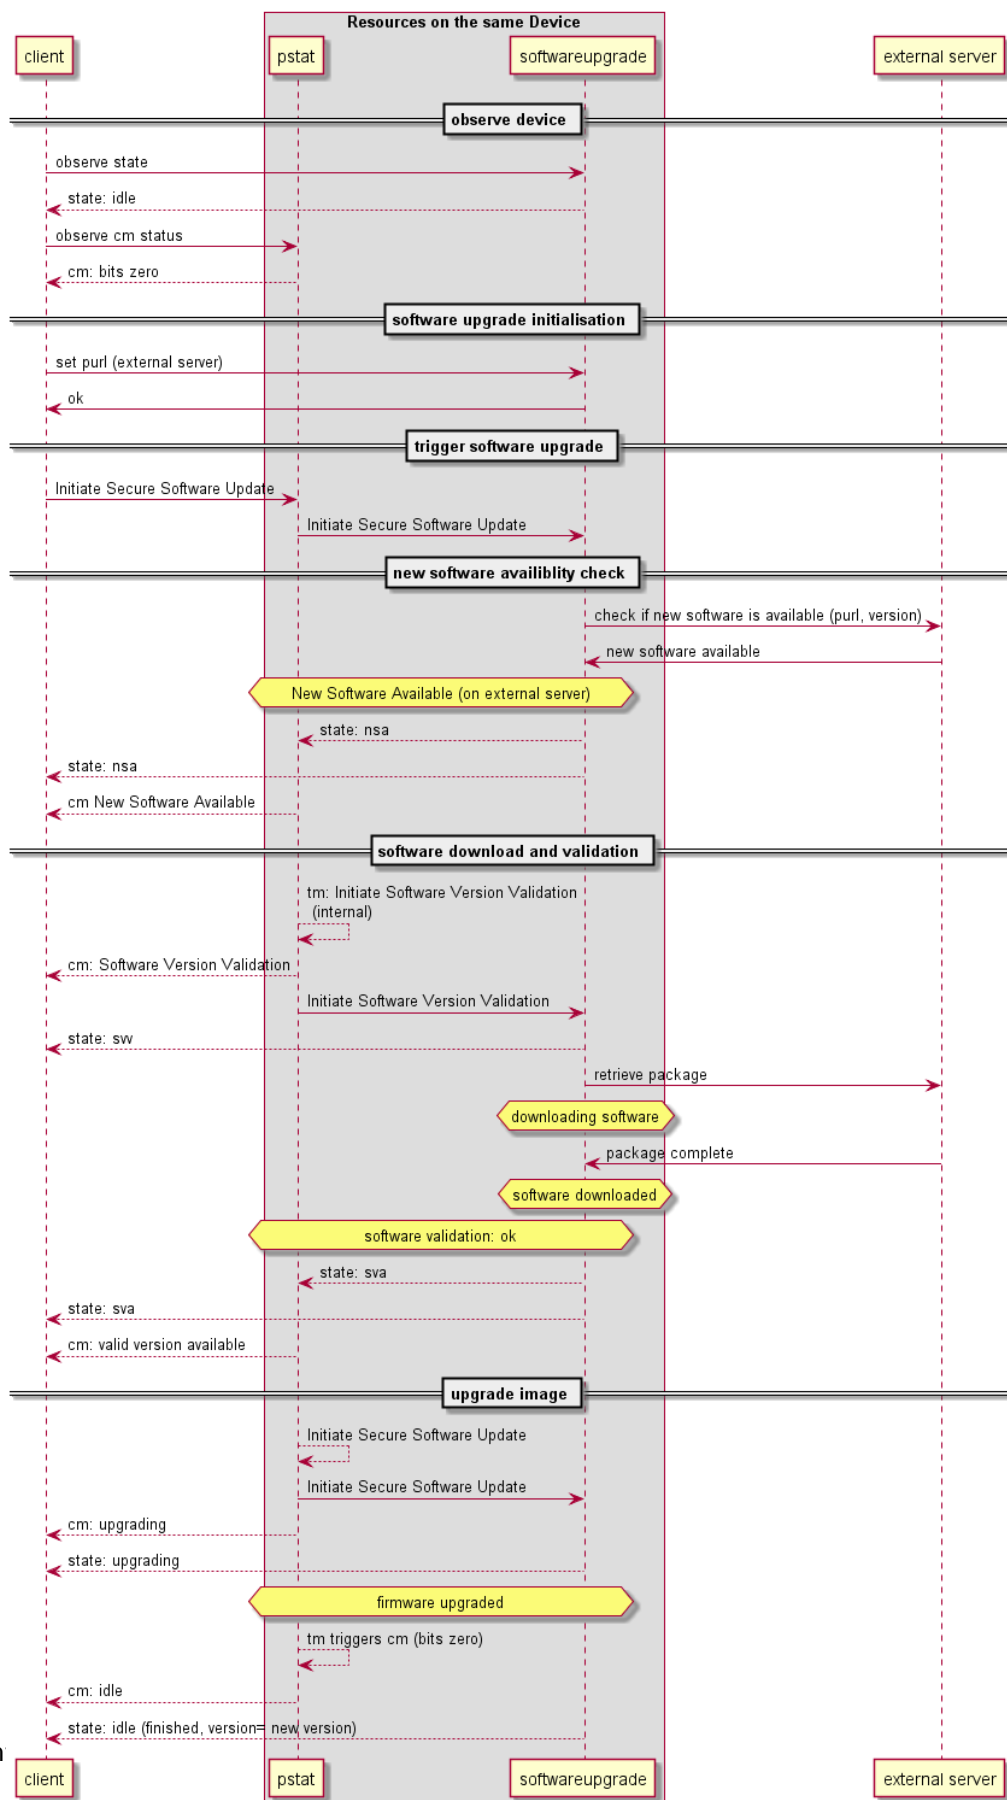 Resources on the same Device
client
pstat
softwareupgrade
external server
observe device
observe state
state: idle
observe cm status
cm: bits zero
software upgrade initialisation
set purl (external server)
ok
trigger software upgrade
Initiate Secure Software Update
Initiate Secure Software Update
new software availiblity check
check if new software is available (purl, version)
new software available
New Software Available (on external server)
state: nsa
state: nsa
cm New Software Available
software download and validation
tm: Initiate Software Version Validation
(internal)
cm: Software Version Validation
Initiate Software Version Validation
state: svv
retrieve package
downloading software
package complete
software downloaded
software validation: ok
state: sva
state: sva
cm: valid version available
upgrade image
Initiate Secure Software Update
Initiate Secure Software Update
cm: upgrading
state: upgrading
firmware upgraded
tm triggers cm (bits zero)
cm: idle
state: idle (finished, version= new version)
client
pstat
softwareupgrade
external server